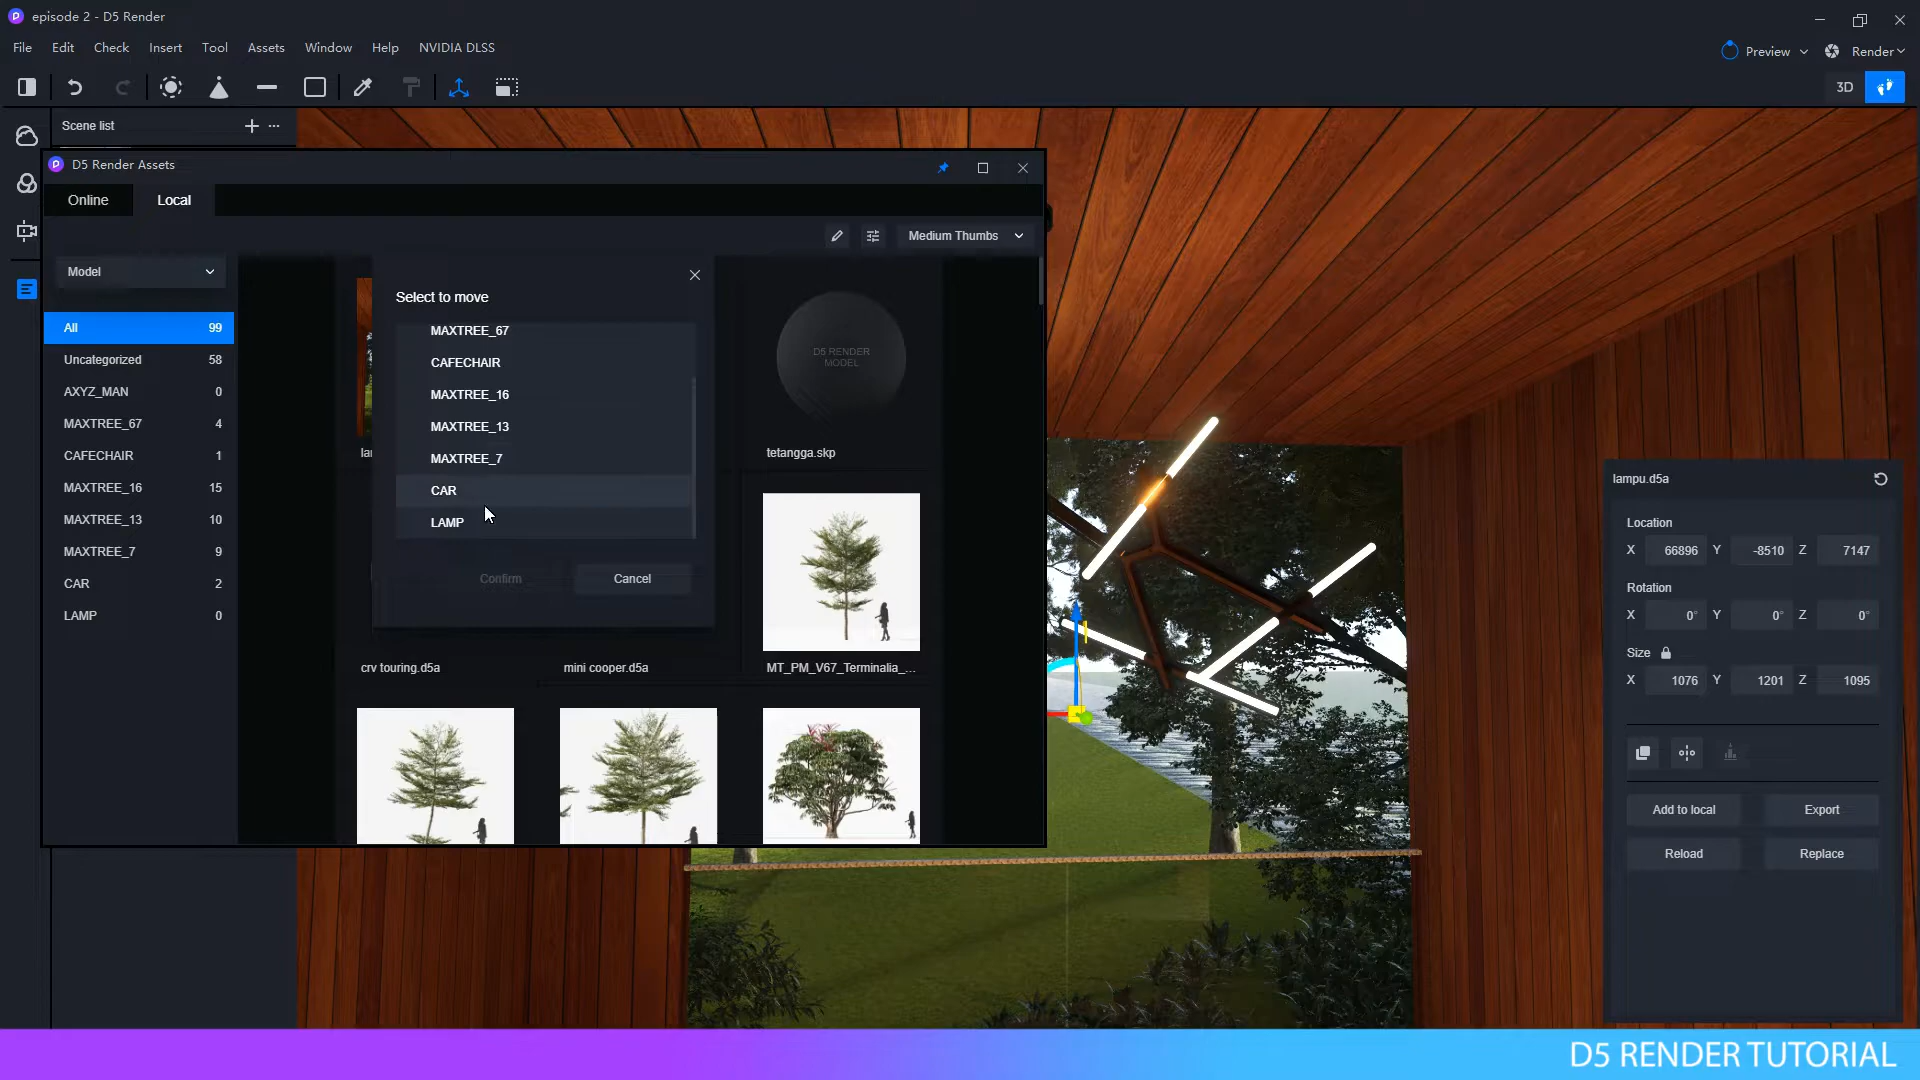 episode 2 - D5 Render
File Edit Check Insert Tool Assets Window Help NVIDIA DLSS
Preview Render
3D
Scene list
D5 Render Assets
Online Local
Medium Thumbs
Model
All 99
Uncategorized 58
AXYZ_MAN 0
MAXTREE_67 4
CAFECHAIR 1
MAXTREE_16 15
MAXTREE_13 10
MAXTREE_7 9
CAR 2
LAMP 0
Select to move
MAXTREE_67
CAFECHAIR
MAXTREE_16
MAXTREE_13
MAXTREE_7
CAR
LAMP
Confirm Cancel
D5 RENDER
MODEL
tetangga.skp
crv touring.d5a
mini cooper.d5a
MT_PM_V67_Terminalia_...
lampu.d5a
Location
X 66896 Y -8510 Z 7147
Rotation
X 0° Y 0° Z 0°
Size
X 1076 Y 1201 Z 1095
Add to local Export
Reload Replace
D5 RENDER TUTORIAL